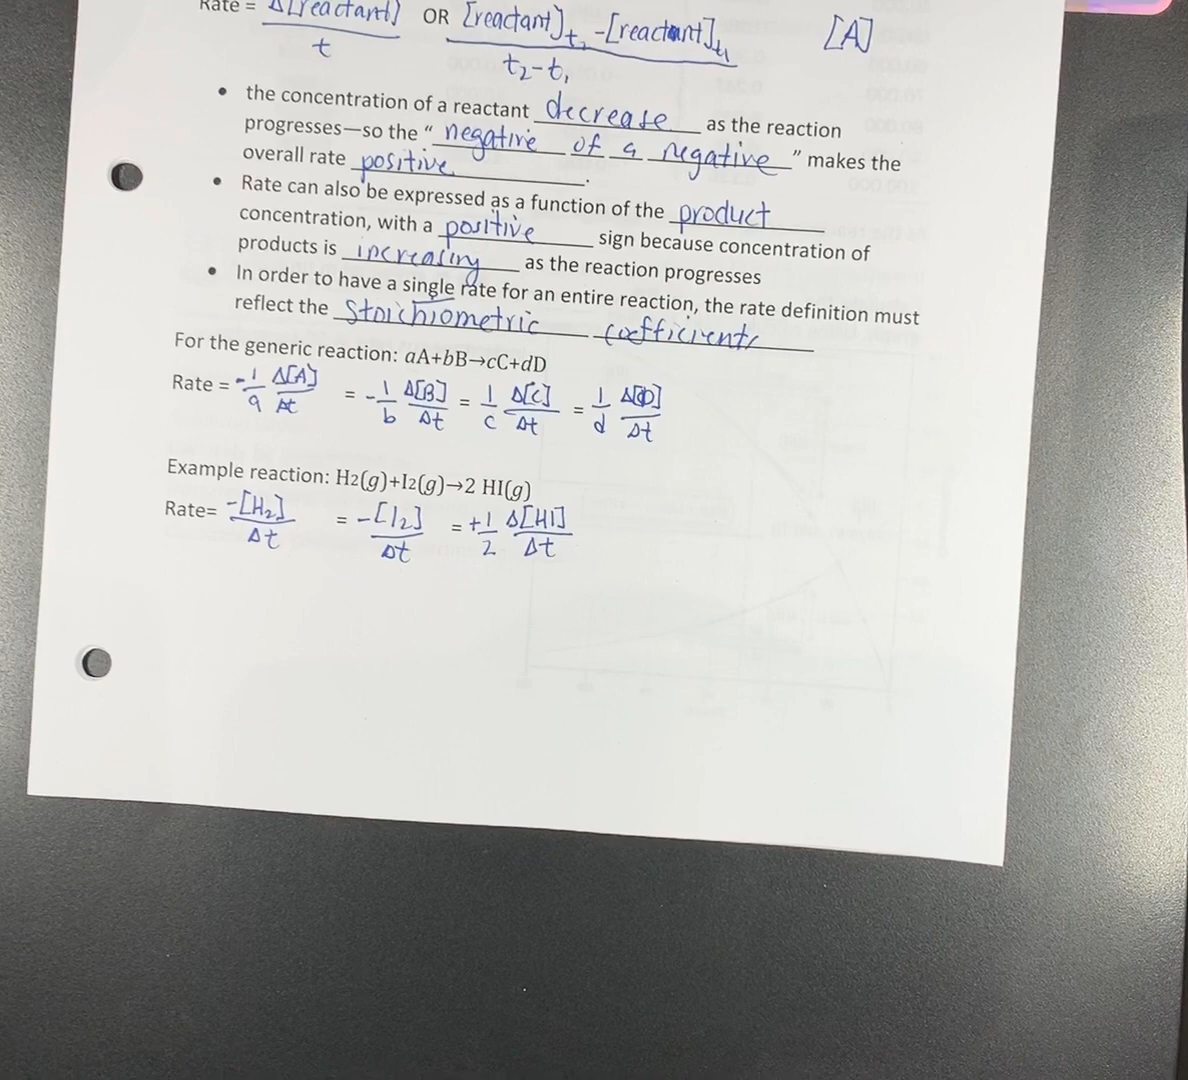 Rate = Δ[reactant] / t OR [reactant]t₂ - [reactant]t₁ / t₂-t₁ [A]
• the concentration of a reactant decrease as the reaction
progresses—so the “ negative of a negative ” makes the
overall rate positive .
• Rate can also be expressed as a function of the product
concentration, with a positive sign because concentration of
products is increasing as the reaction progresses
• In order to have a single rate for an entire reaction, the rate definition must
reflect the Stoichiometric coefficients
For the generic reaction: aA+bB→cC+dD
Rate = -1/a Δ[A]/Δt = -1/b Δ[B]/Δt = 1/c Δ[C]/Δt = 1/d Δ[D]/Δt
Example reaction: H2(g)+I2(g)→2 HI(g)
Rate= -[H₂]/Δt = -[I₂]/Δt = +1/2 Δ[HI]/Δt